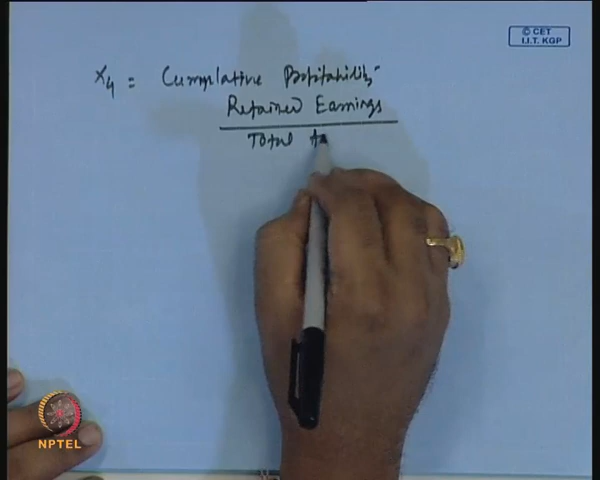 © CET
I.I.T. KGP
X4 = Cumulative Profitability
Retained Earnings
Total
NPTEL